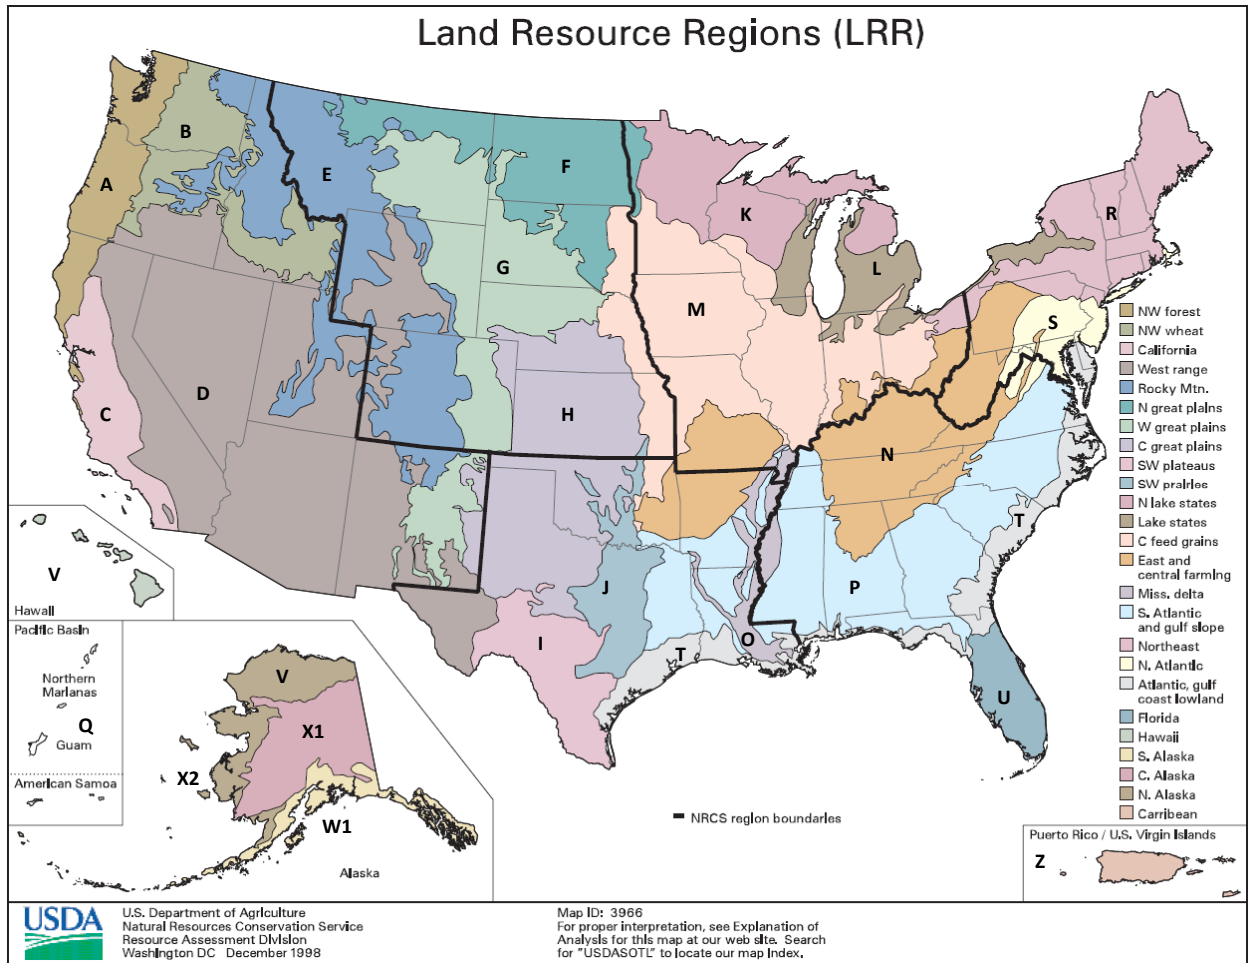 Land Resource Regions (LRR)
A
B
C
D
E
F
G
H
I
J
K
L
M
N
O
P
R
S
T
T
U
NW forest
NW wheat
California
West range
Rocky Mtn.
N great plains
W great plains
C great plains
SW plateaus
SW prairiee
N lake states
Lake states
C feed grains
East and
central farming
Miss. delta
S. Atlantic
and gulf slope
Northeast
N. Atlantic
Atlantic, gulf
coast lowland
Florida
Hawaii
S. Alaska
C. Alaska
N. Alaska
Carribean
V
Hawaii
Pacific Basin
Northern
Marianas
Q
Guam
American Samoa
V
X1
X2
W1
Alaska
NRCS region boundaries
Puerto Rico / U.S. Virgin Islands
Z
USDA
U.S. Department of Agriculture
Natural Resources Conservation Service
Resource Assessment Division
Washington DC December 1998
Map ID: 3966
For proper interpretation, see Explanation of
Analysis for this map at our web site. Search
for "USDASOTL" to locate our map index.